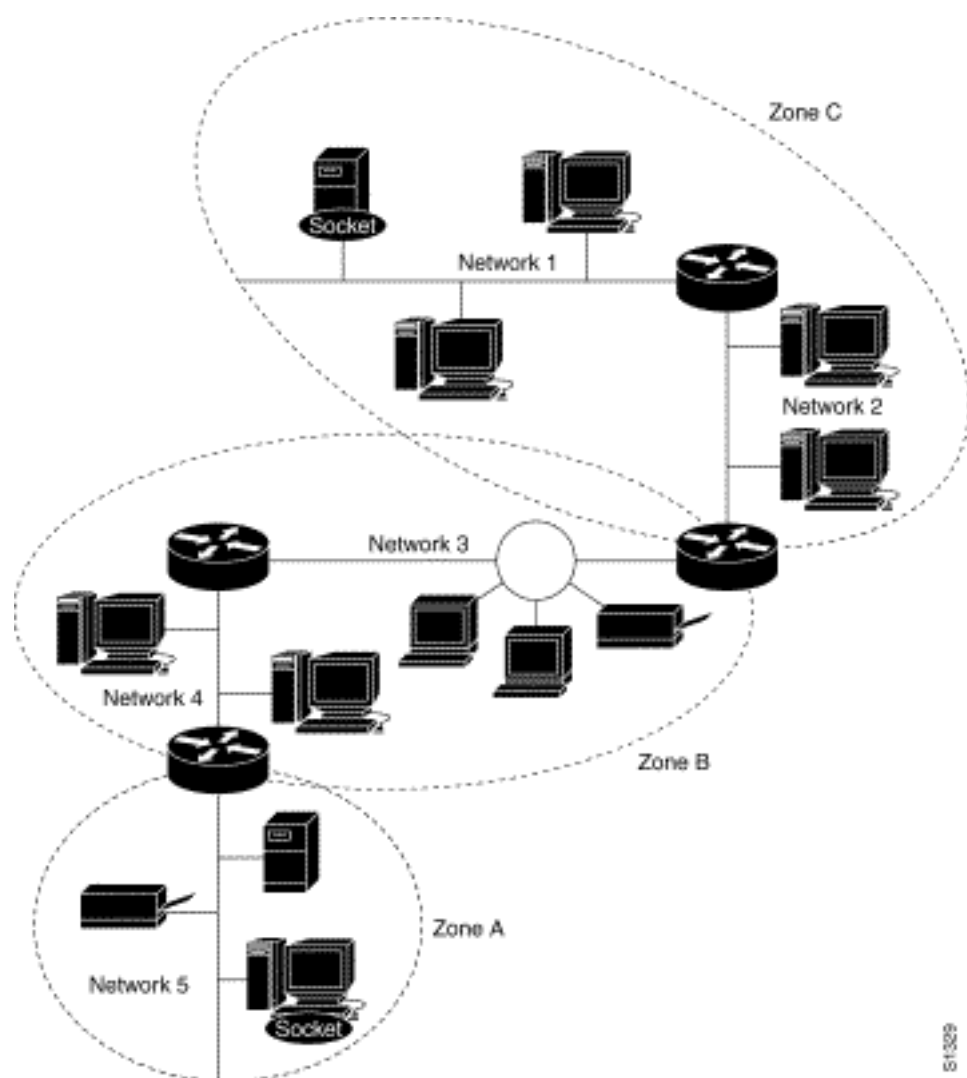 Zone C
Socket
Network 1
Network 2
Network 3
Network 4
Zone B
Zone A
Network 5
Socket
S1329